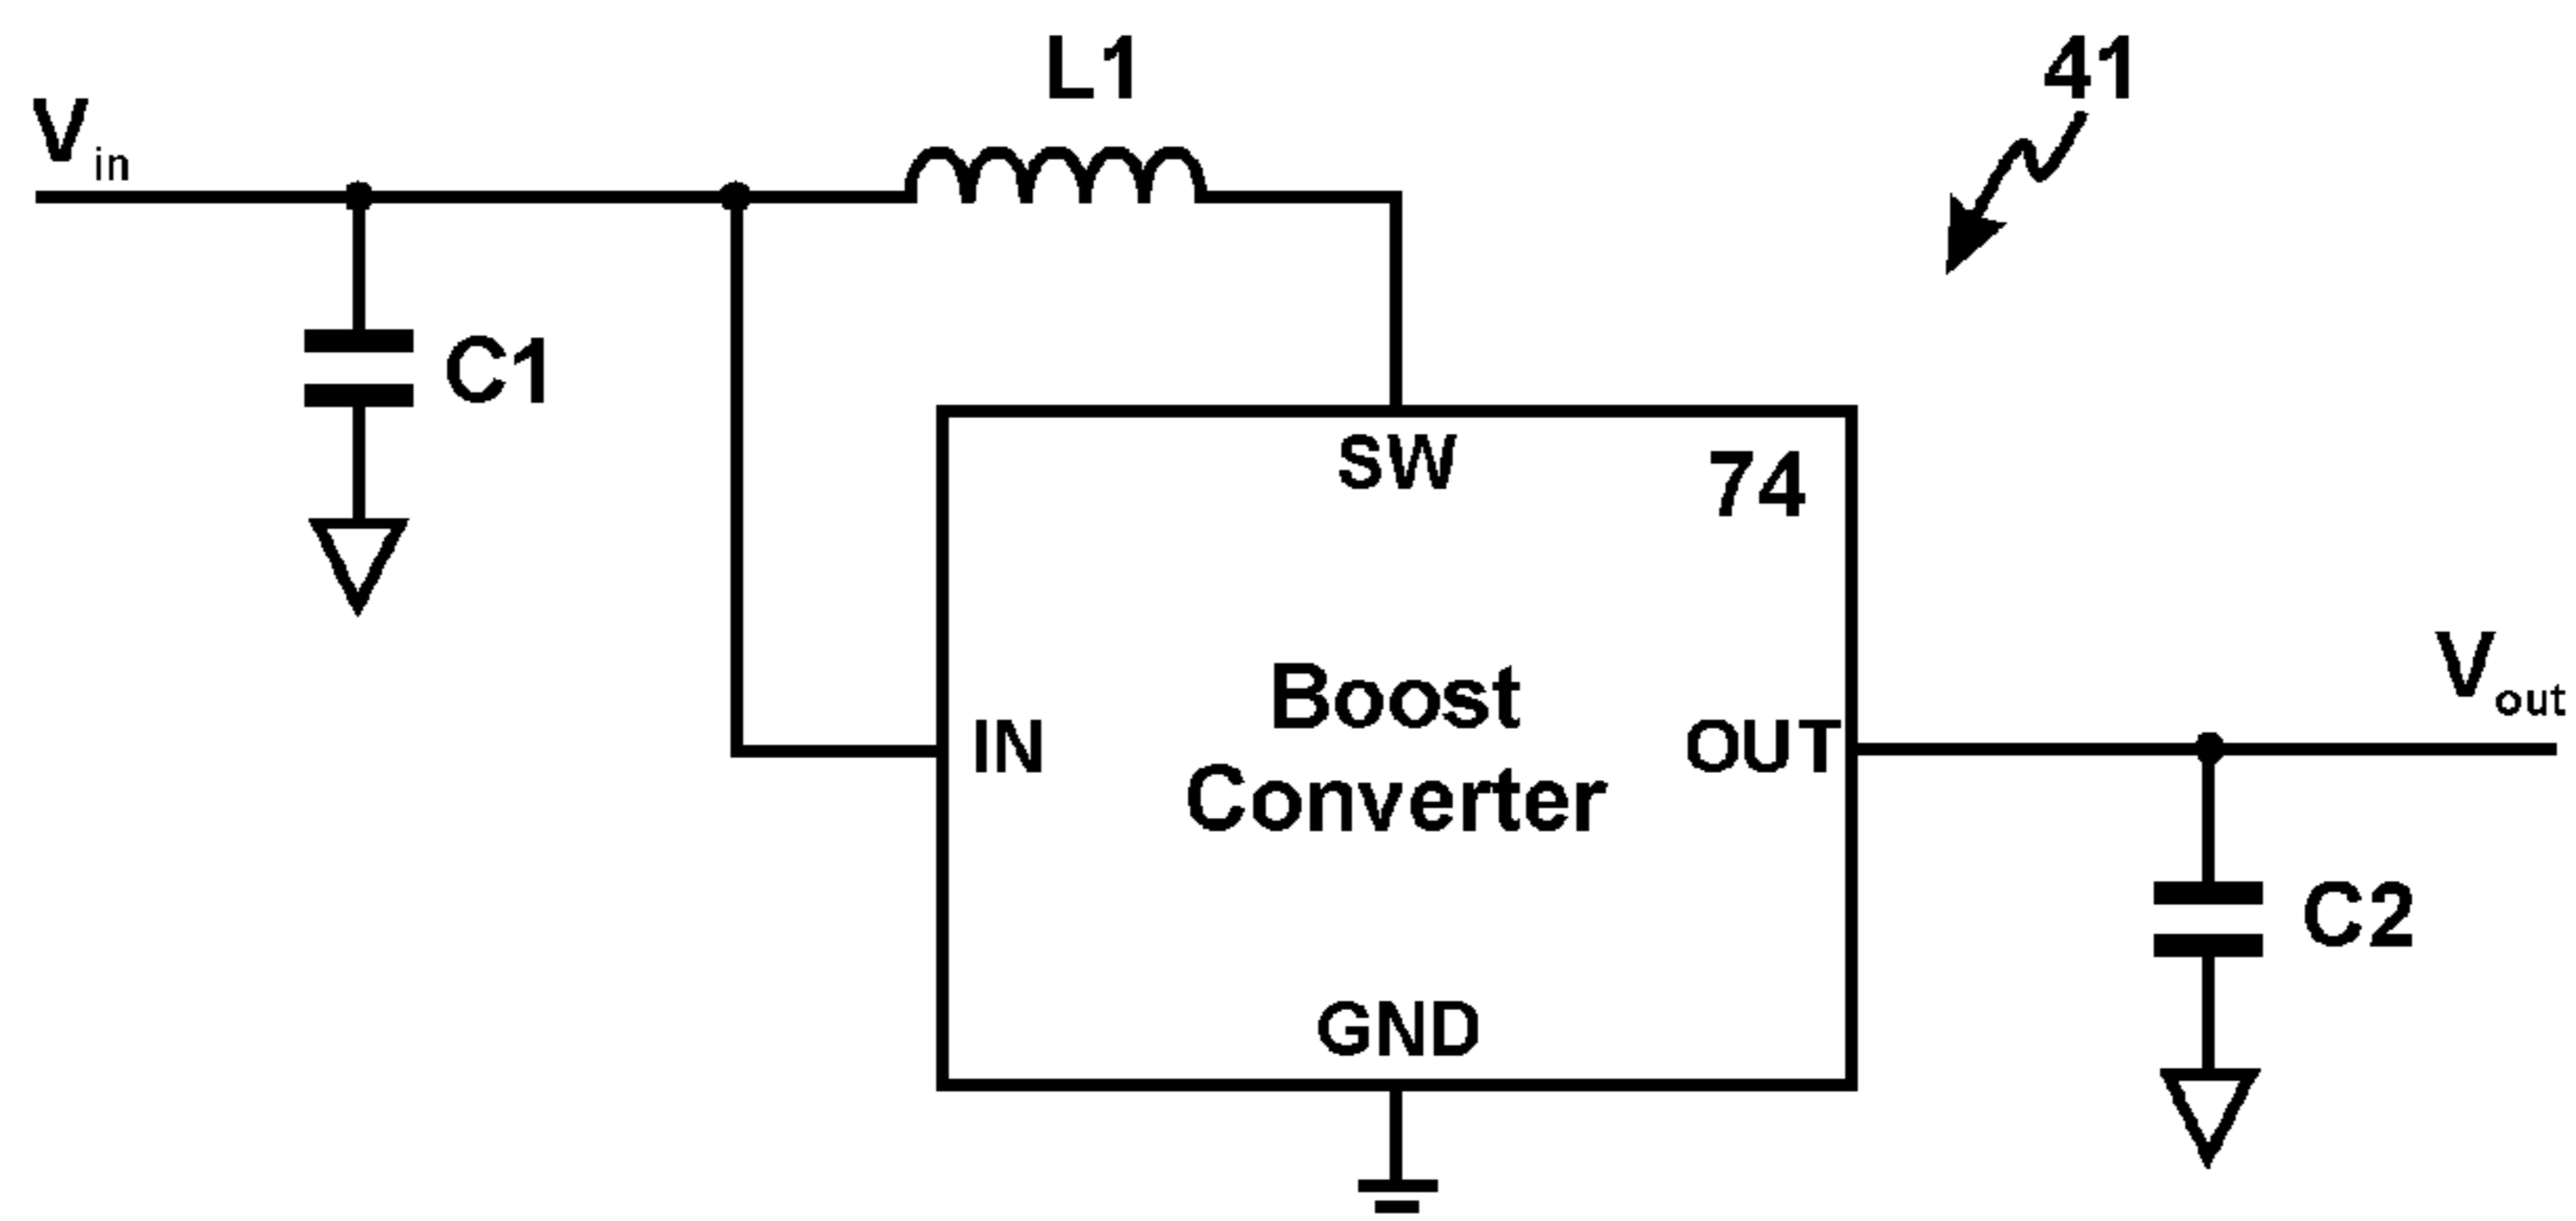 L1
41
Vin
C1
SW
74
Boost
Converter
IN
OUT
Vout
C2
GND